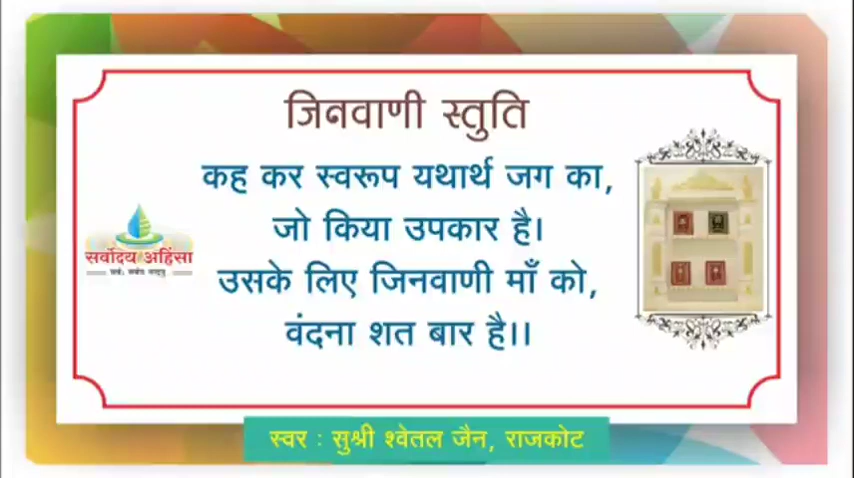 जिनवाणी स्तुति
कह कर स्वरूप यथार्थ जग का,
जो किया उपकार है।
उसके लिए जिनवाणी माँ को,
वंदना शत बार है।।
सर्वोदय अहिंसा
स्वर : सुश्री श्वेतल जैन, राजकोट